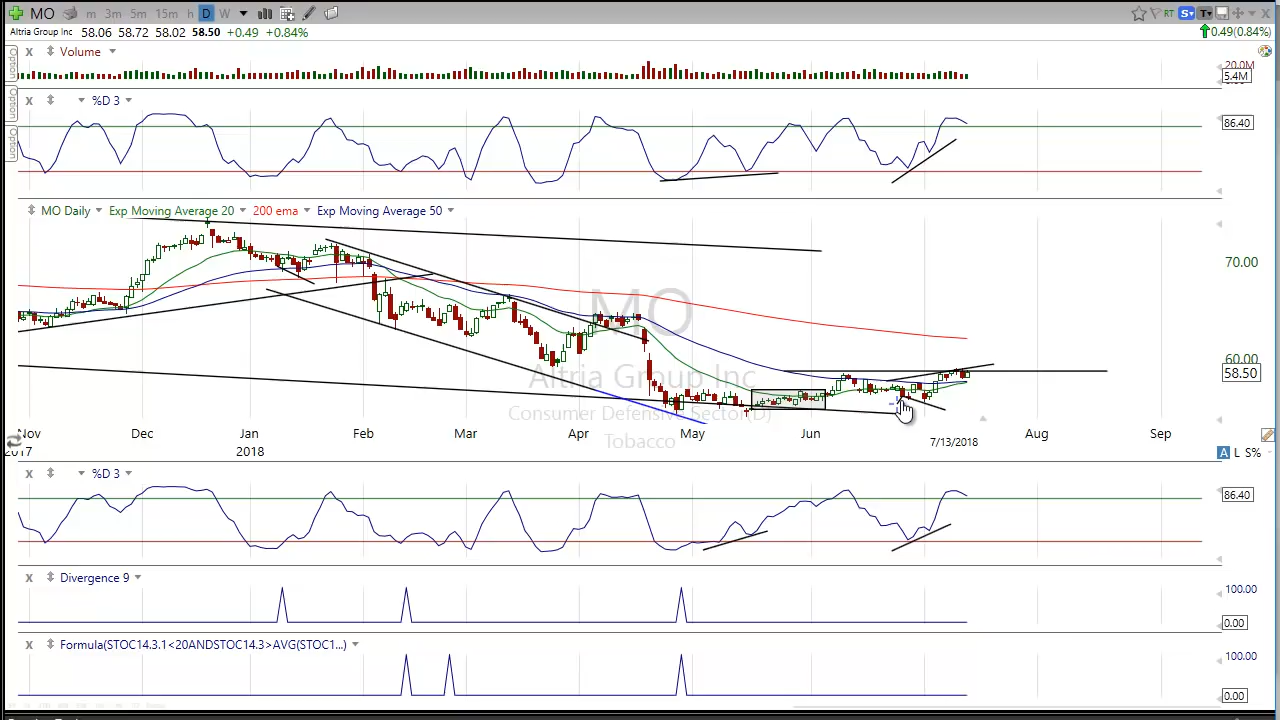 MO m 3m 5m 15m h D W RT S T
Altria Group Inc 58.06 58.72 58.02 58.50 +0.49 +0.84% 0.49(0.84%)
Option
Volume
20.0M
5.4M
Option
%D 3
86.40
Option
MO Daily Exp Moving Average 20 200 ema Exp Moving Average 50
70.00
MO
60.00
58.50
Altria Group Inc
Consumer Defensive Sector(D)
Tobacco
Nov Dec Jan Feb Mar Apr May Jun Aug Sep
2017 2018 7/13/2018
A L S%
%D 3
86.40
Divergence 9
100.00
0.00
Formula(STOC14.3.1<20ANDSTOC14.3>AVG(STOC1...)
100.00
0.00